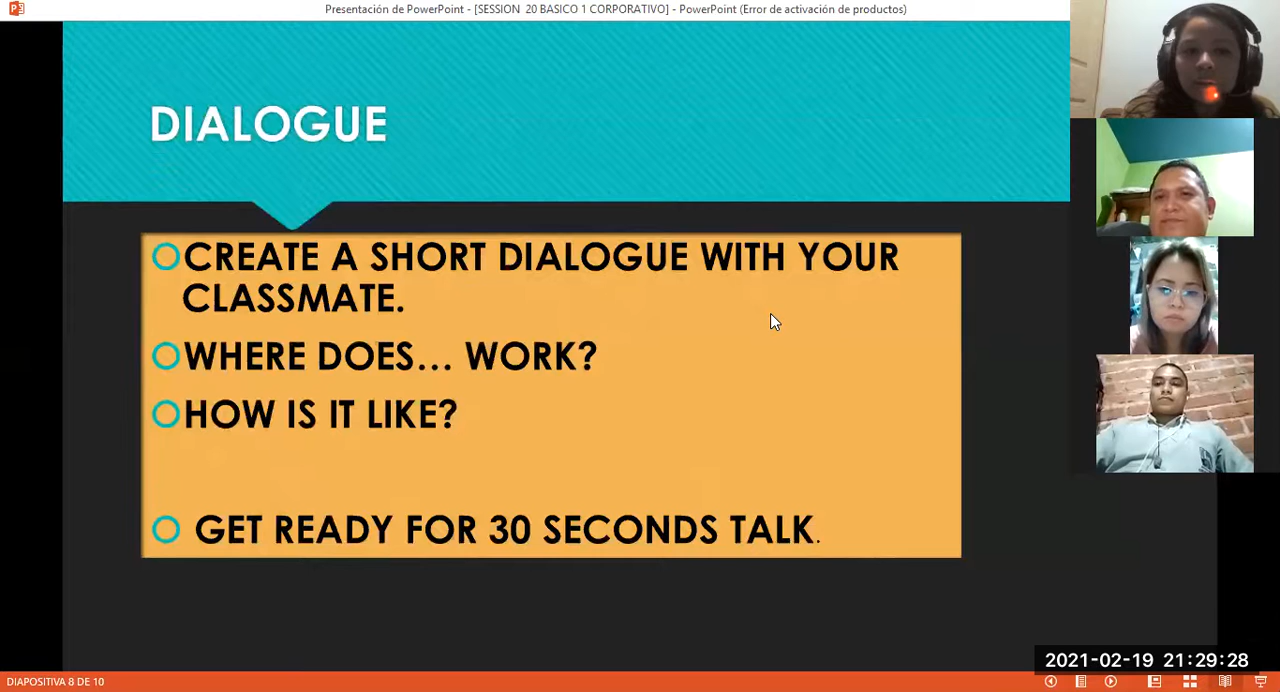 Presentación de PowerPoint - [SESSION 20 BASICO 1 CORPORATIVO] - PowerPoint (Error de activación de productos)
DIALOGUE
CREATE A SHORT DIALOGUE WITH YOUR
CLASSMATE.
WHERE DOES... WORK?
HOW IS IT LIKE?
GET READY FOR 30 SECONDS TALK.
2021-02-19 21:29:28
DIAPOSITIVA 8 DE 10